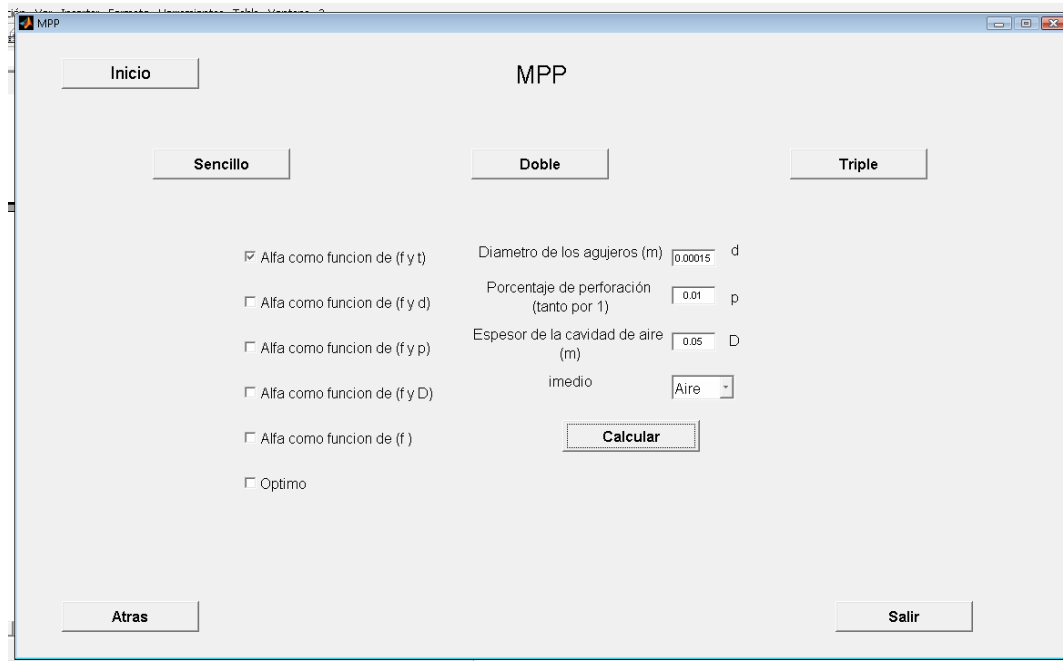 MPP
Inicio
MPP
Sencillo Doble Triple
Alfa como funcion de (f y t)
Alfa como funcion de (f y d)
Alfa como funcion de (f y p)
Alfa como funcion de (f y D)
Alfa como funcion de (f )
Optimo
Diametro de los agujeros (m) 0.00015 d
Porcentaje de perforación
(tanto por 1) 0.01 p
Espesor de la cavidad de aire
(m) 0.05 D
imedio Aire
Calcular
Atras Salir